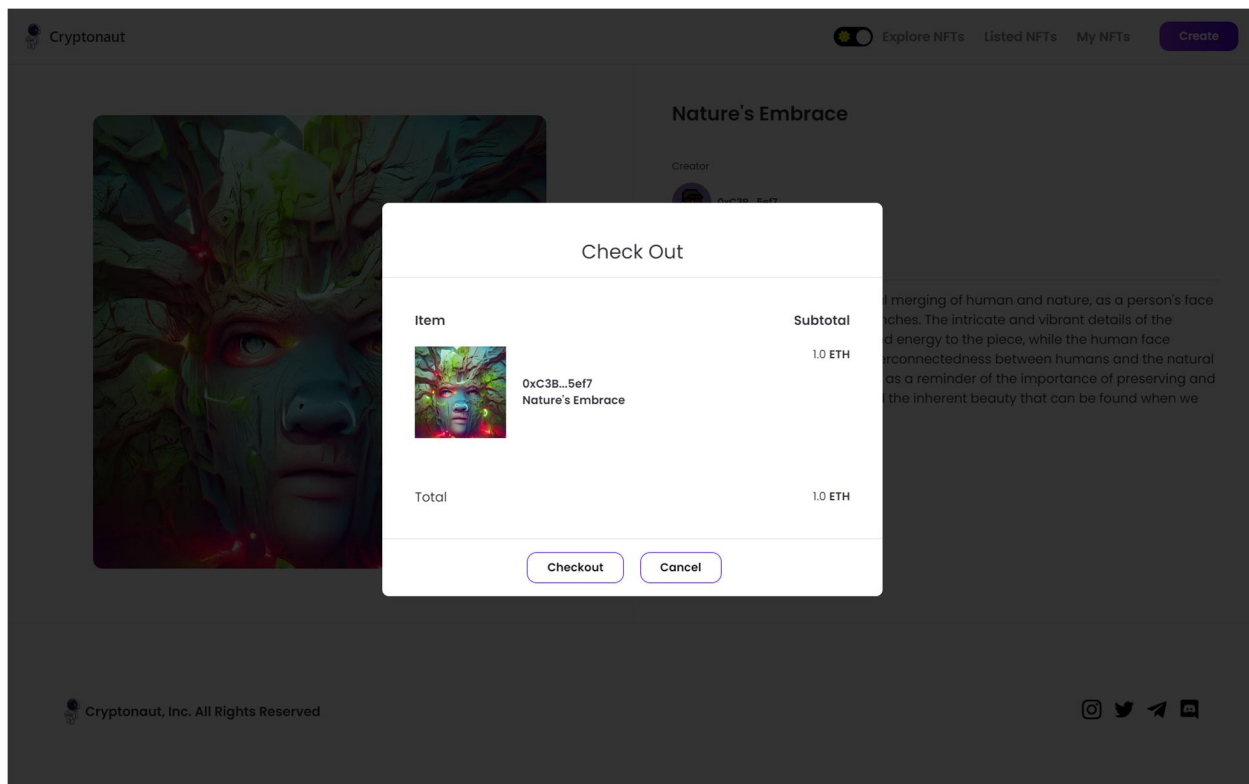 Cryptonaut
Explore NFTs
Listed NFTs
My NFTs
Create
Nature's Embrace
Creator
0xC3B...5ef7
Check Out
Item
Subtotal
1.0 ETH
0xC3B...5ef7
Nature's Embrace
Total
1.0 ETH
Checkout
Cancel
merging of human and nature, as a person's face
The intricate and vibrant details of the
energy to the piece, while the human face
between humans and the natural
as a reminder of the importance of preserving and
the inherent beauty that can be found when we
Cryptonaut, Inc. All Rights Reserved